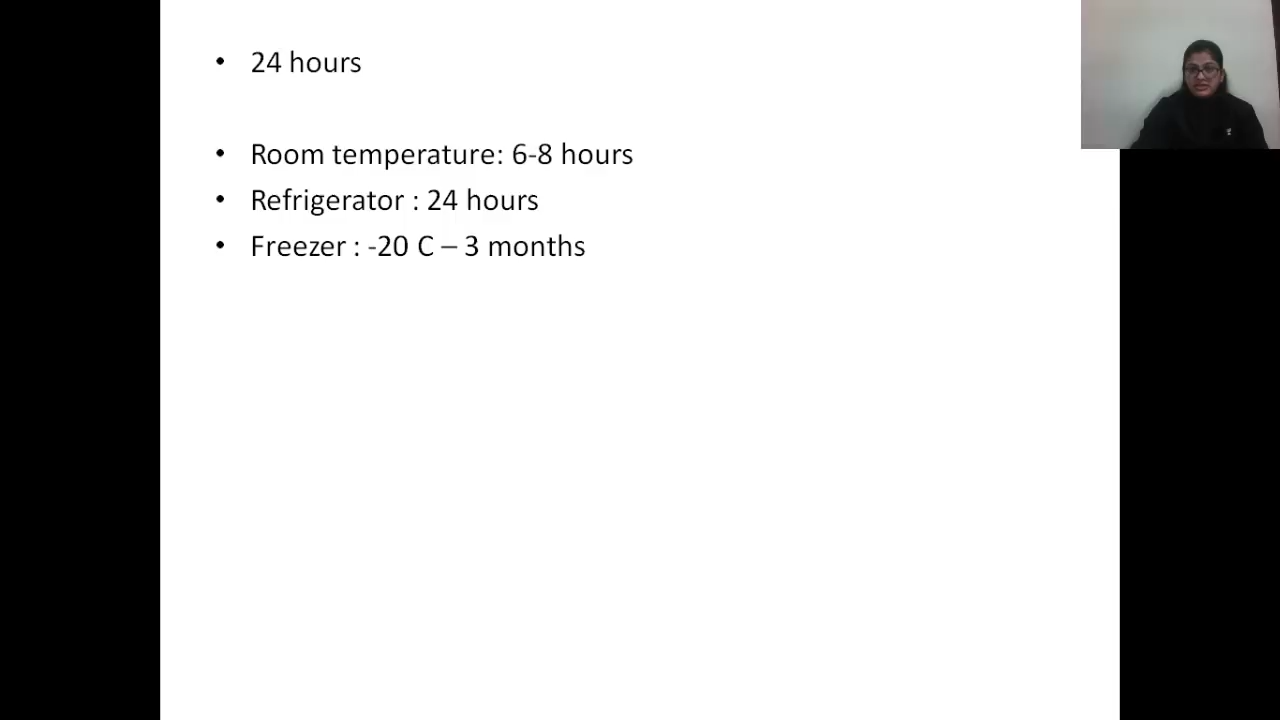 • 24 hours
• Room temperature: 6-8 hours
• Refrigerator : 24 hours
• Freezer : -20 C – 3 months